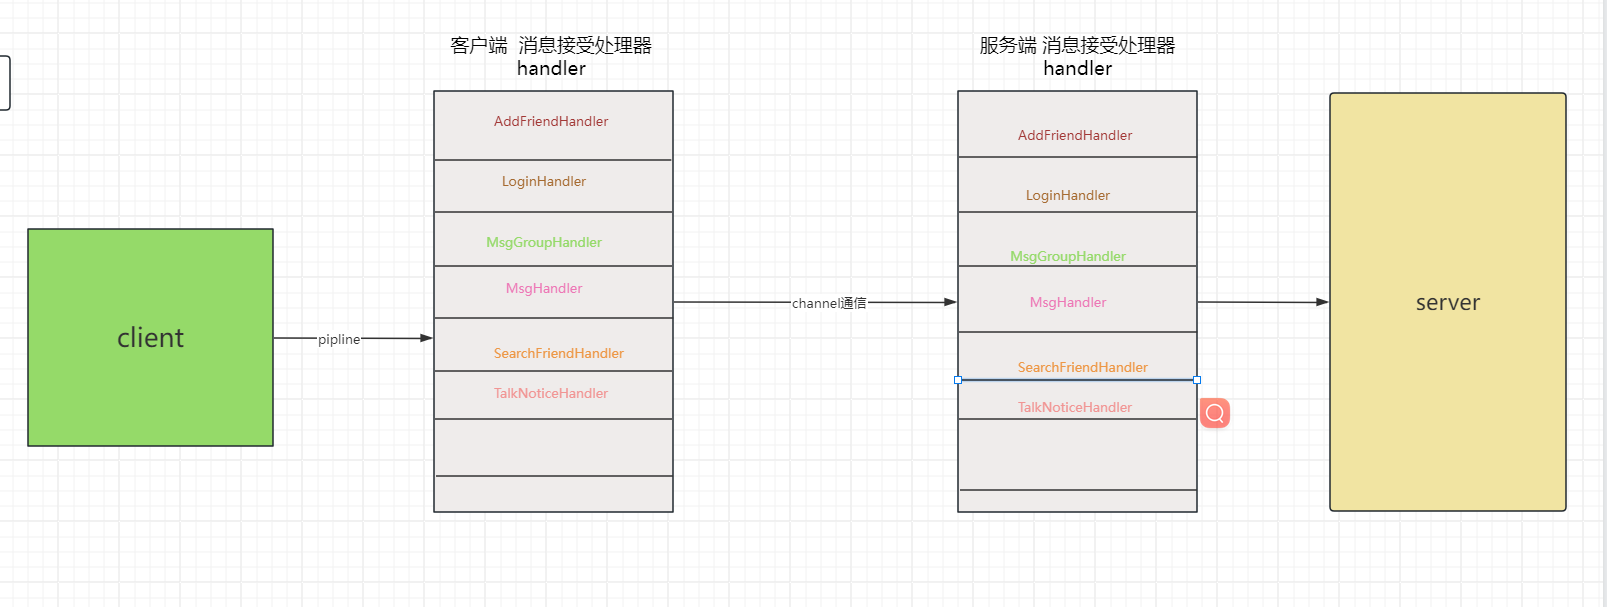 客户端 消息接受处理器
handler
服务端 消息接受处理器
handler
client
pipline
AddFriendHandler
LoginHandler
MsgGroupHandler
MsgHandler
SearchFriendHandler
TalkNoticeHandler
channel通信
AddFriendHandler
LoginHandler
MsgGroupHandler
MsgHandler
SearchFriendHandler
TalkNoticeHandler
server